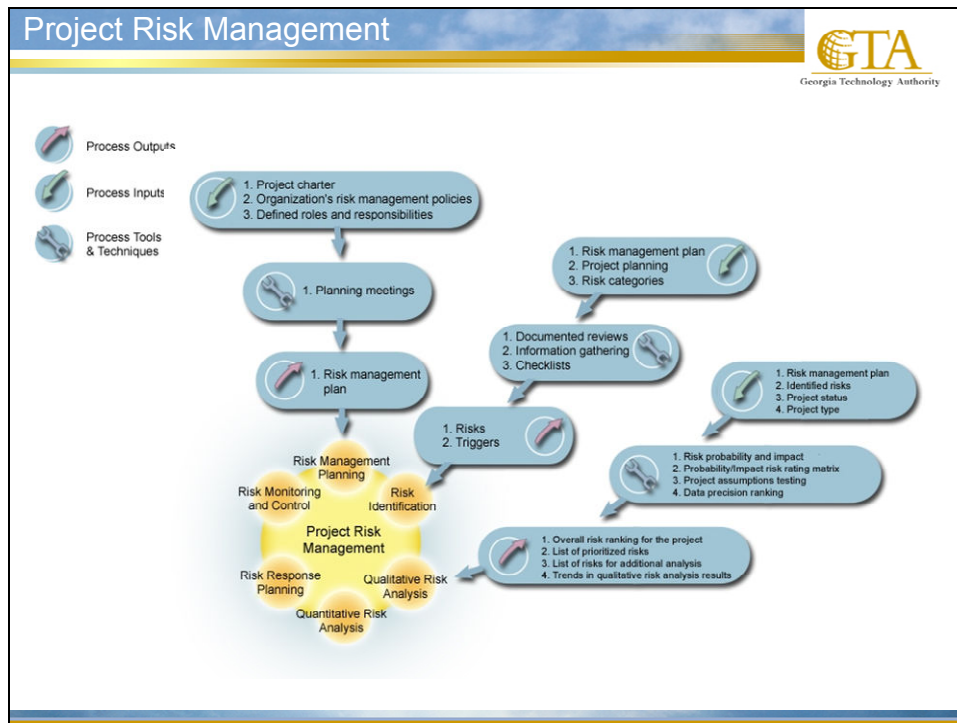 Project Risk Management
GTA
Georgia Technology Authority
Process Outputs
Process Inputs
Process Tools
& Techniques
1. Project charter
2. Organization's risk management policies
3. Defined roles and responsibilities
1. Planning meetings
1. Risk management
plan
1. Risk management plan
2. Project planning
3. Risk categories
1. Documented reviews
2. Information gathering
3. Checklists
1. Risks
2. Triggers
1. Risk management plan
2. Identified risks
3. Project status
4. Project type
1. Risk probability and impact
2. Probability/Impact risk rating matrix
3. Project assumptions testing
4. Data precision ranking
1. Overall risk ranking for the project
2. List of prioritized risks
3. List of risks for additional analysis
4. Trends in qualitative risk analysis results
Risk Management
Planning
Risk Monitoring
and Control
Risk
Identification
Project Risk
Management
Risk Response
Planning
Qualitative Risk
Analysis
Quantitative Risk
Analysis